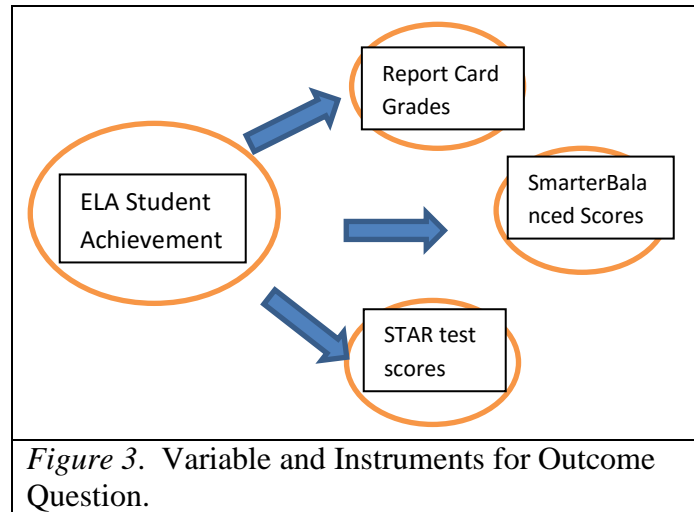 Report Card
Grades
ELA Student
Achievement
SmarterBala
nced Scores
STAR test
scores
Figure 3.  Variable and Instruments for Outcome
Question.